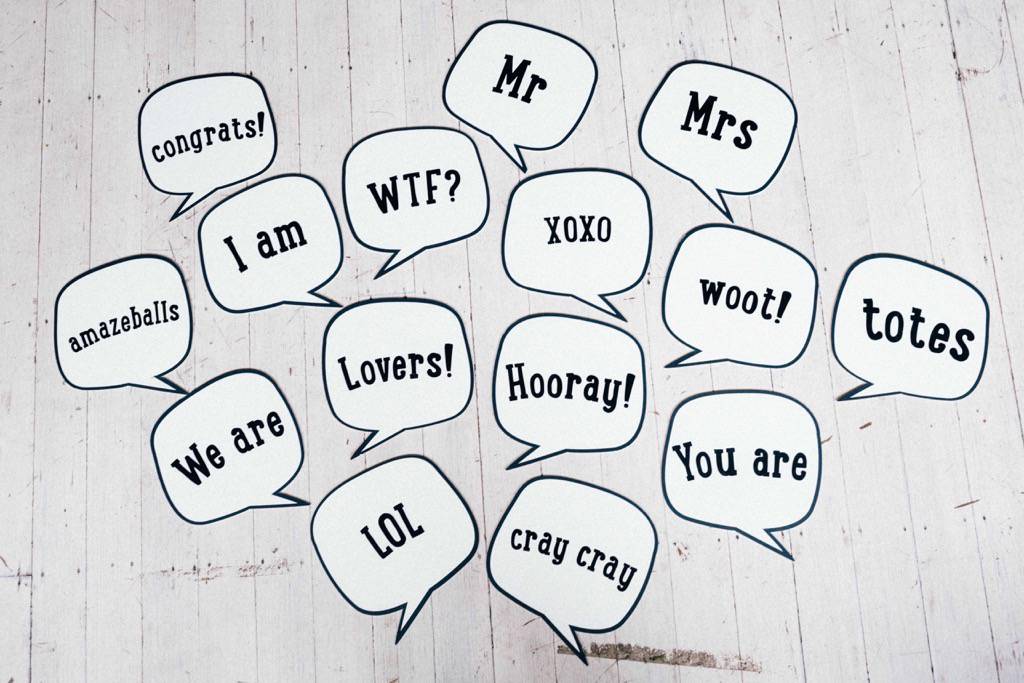 Mr
Mrs
congrats!
WTF?
XOXO
I am
woot!
totes
amazeballs
Lovers!
Hooray!
We are
You are
LOL
cray cray